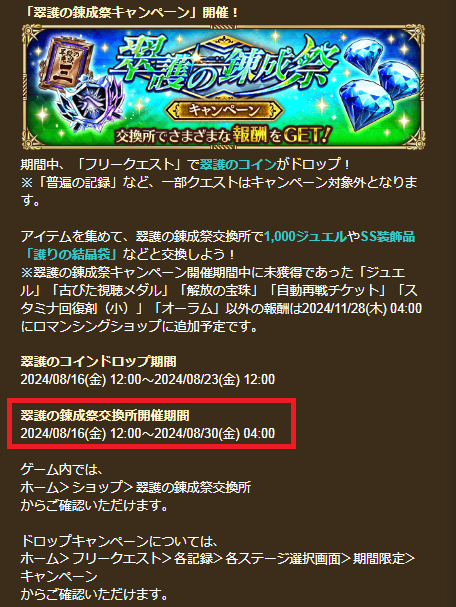 「翠護の錬成祭キャンペーン」開催！
翠護の錬成祭
キャンペーン
交換所でさまざまな報酬をGET!
期間中、「フリークエスト」で翠護のコインがドロップ！
※「普遍の記録」など、一部クエストはキャンペーン対象外となりま
す。
アイテムを集めて、翠護の錬成祭交換所で1,000ジュエルやSS装飾品
「護りの結晶袋」などと交換しよう！
※翠護の錬成祭キャンペーン開催期間中に未獲得であった「ジュエ
ル」「古びた視聴メダル」「解放の宝珠」「自動再戦チケット」「ス
タミナ回復剤（小）」「オーラム」以外の報酬は2024/11/28(木) 04:00
にロマンシングショップに追加予定です。
翠護のコインドロップ期間
2024/08/16(金) 12:00～2024/08/23(金) 12:00
翠護の錬成祭交換所開催期間
2024/08/16(金) 12:00～2024/08/30(金) 04:00
ゲーム内では、
ホーム＞ショップ＞翠護の錬成祭交換所
からご確認いただけます。
ドロップキャンペーンについては、
ホーム＞フリークエスト＞各記録＞各ステージ選択画面＞期間限定＞
キャンペーン
からご確認いただけます。